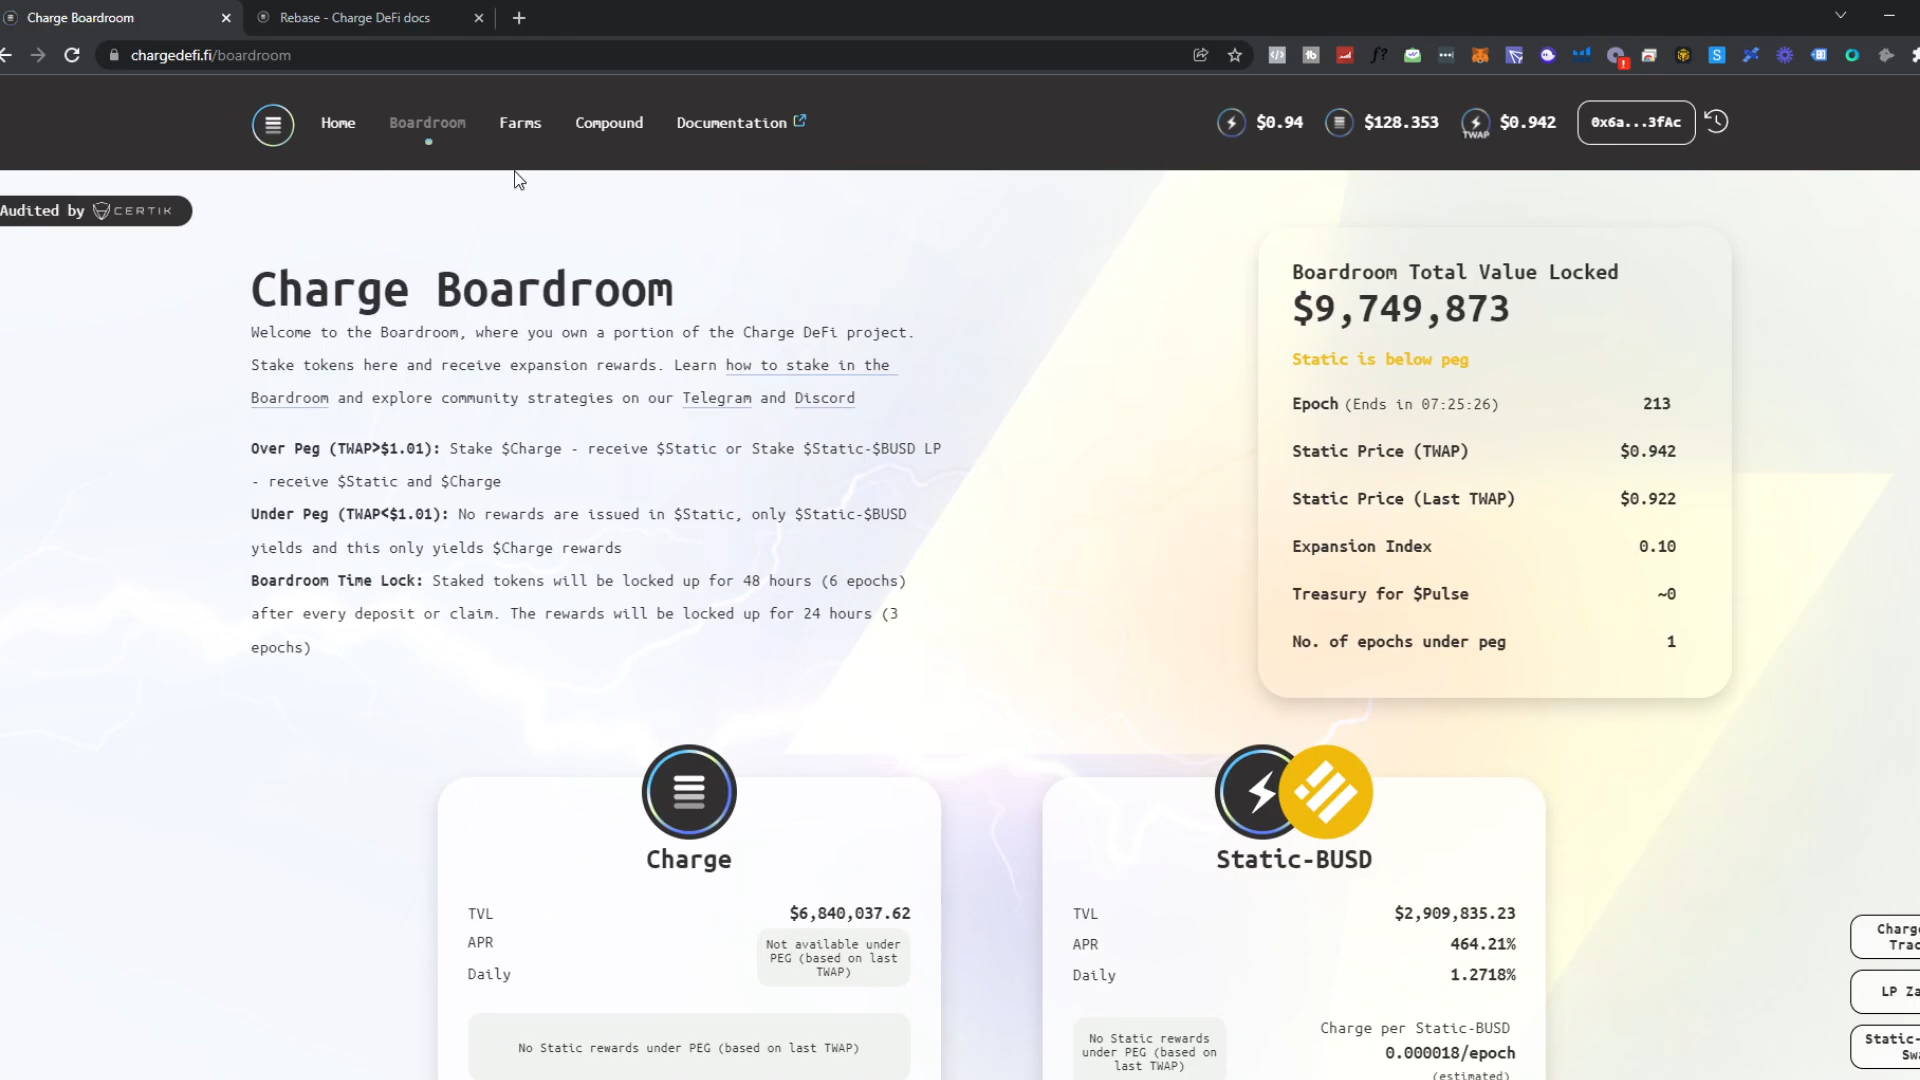 Charge Boardroom
Rebase - Charge DeFi docs
chargedefi.fi/boardroom
Home
Boardroom
Farms
Compound
Documentation
$0.94
$128.353
TWAP
$0.942
0x6a...3fAc
Audited by CERTIK
Charge Boardroom
Welcome to the Boardroom, where you own a portion of the Charge DeFi project.
Stake tokens here and receive expansion rewards. Learn how to stake in the
Boardroom and explore community strategies on our Telegram and Discord
Over Peg (TWAP>$1.01): Stake $Charge - receive $Static or Stake $Static-$BUSD LP
- receive $Static and $Charge
Under Peg (TWAP<$1.01): No rewards are issued in $Static, only $Static-$BUSD
yields and this only yields $Charge rewards
Boardroom Time Lock: Staked tokens will be locked up for 48 hours (6 epochs)
after every deposit or claim. The rewards will be locked up for 24 hours (3
epochs)
Boardroom Total Value Locked
$9,749,873
Static is below peg
Epoch (Ends in 07:25:26) 213
Static Price (TWAP) $0.942
Static Price (Last TWAP) $0.922
Expansion Index 0.10
Treasury for $Pulse ~0
No. of epochs under peg 1
Charge
TVL $6,840,037.62
APR
Daily
Not available under
PEG (based on last
TWAP)
No Static rewards under PEG (based on last TWAP)
Static-BUSD
TVL $2,909,835.23
APR 464.21%
Daily 1.2718%
No Static rewards
under PEG (based on
last TWAP)
Charge per Static-BUSD
0.000018/epoch
(estimated)
Charge
Trac
LP Za
Static-
Swa